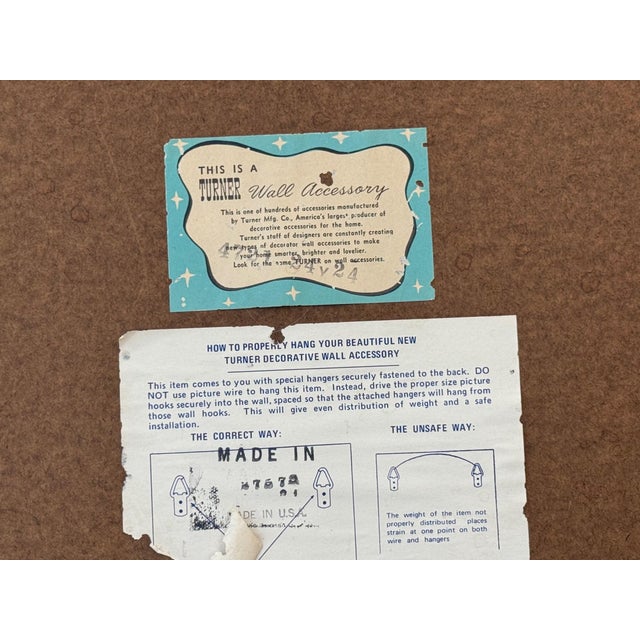 THIS IS A
TURNER Wall Accessory
This is one of hundreds of accessories manufactured
by Turner Mfg. Co., America's largest producer of
decorative accessories for the home.
Turner's staff of designers are constantly creating
new types of decorator wall accessories to make
your home smarter, brighter and lovelier.
Look for the name TURNER on wall accessories.
24 x 24
HOW TO PROPERLY HANG YOUR BEAUTIFUL NEW
TURNER DECORATIVE WALL ACCESSORY
This item comes to you with special hangers securely fastened to the back. DO
NOT use picture wire to hang this item. Instead, drive the proper size picture
hooks securely into the wall, spaced so that the attached hangers will hang from
those wall hooks. This will give even distribution of weight and a safe
installation.
THE CORRECT WAY:
THE UNSAFE WAY:
MADE IN
MADE IN U.S.A.
The weight of the item not
properly distributed places
strain at one point on both
wire and hangers